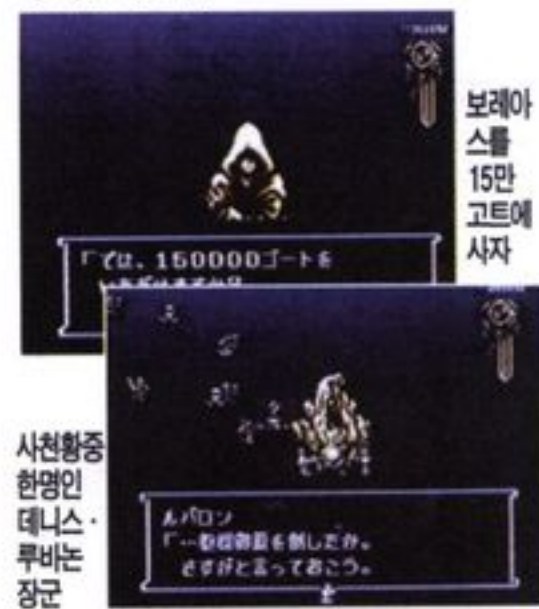 「では、150000ゴートを
보레아
스를
15만
고트에
사자
사천황중
한명인
데니스·
루바논
장군
ルバロン
を倒したか。
さすがと言っておこう。